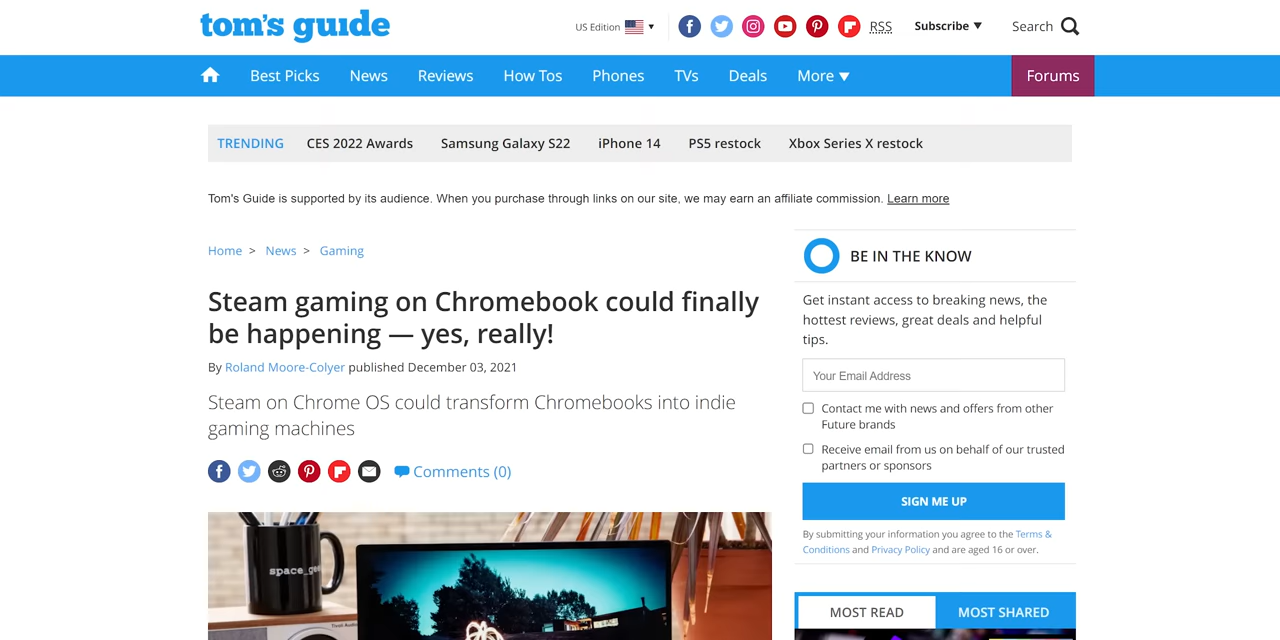 tom's guide
US Edition
RSS
Subscribe
Search
Best Picks
News
Reviews
How Tos
Phones
TVs
Deals
More
Forums
TRENDING
CES 2022 Awards
Samsung Galaxy S22
iPhone 14
PS5 restock
Xbox Series X restock
Tom's Guide is supported by its audience. When you purchase through links on our site, we may earn an affiliate commission. Learn more
Home > News > Gaming
Steam gaming on Chromebook could finally
be happening — yes, really!
By Roland Moore-Colyer published December 03, 2021
Steam on Chrome OS could transform Chromebooks into indie
gaming machines
Comments (0)
space_gee
Tivoli Audio
BE IN THE KNOW
Get instant access to breaking news, the
hottest reviews, great deals and helpful
tips.
Your Email Address
Contact me with news and offers from other
Future brands
Receive email from us on behalf of our trusted
partners or sponsors
SIGN ME UP
By submitting your information you agree to the Terms &
Conditions and Privacy Policy and are aged 16 or over.
MOST READ
MOST SHARED